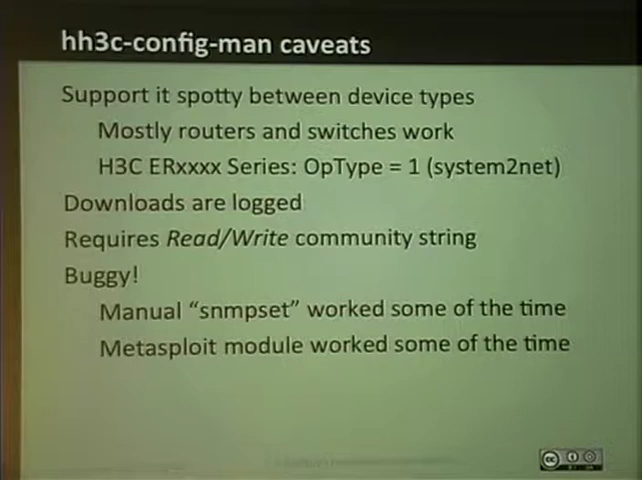 hh3c-config-man caveats
Support it spotty between device types
Mostly routers and switches work
H3C ERxxxx Series: OpType = 1 (system2net)
Downloads are logged
Requires Read/Write community string
Buggy!
Manual “snmpset” worked some of the time
Metasploit module worked some of the time
cc